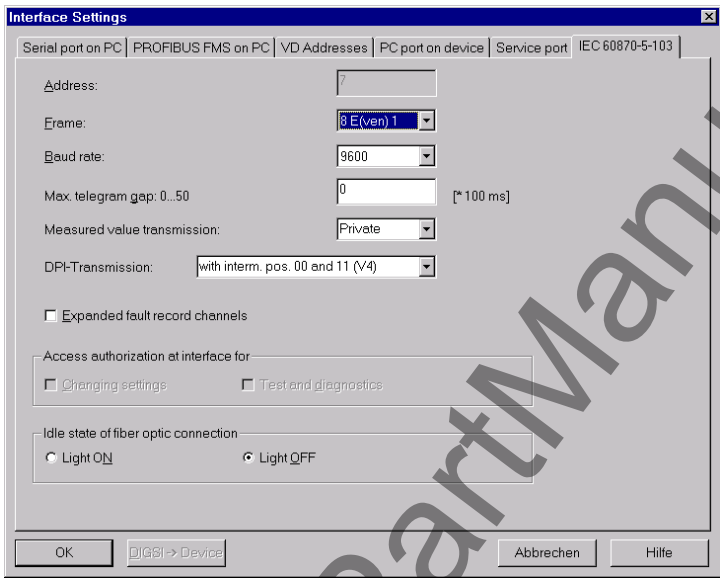 Interface Settings
Serial port on PC PROFIBUS FMS on PC VD Addresses PC port on device Service port IEC 60870-5-103
Address: 7
Frame: 8 E(ven) 1
Baud rate: 9600
Max. telegram gap: 0...50 0 [* 100 ms]
Measured value transmission: Private
DPI-Transmission: with interm. pos. 00 and 11 (V4)
Expanded fault record channels
Access authorization at interface for
Changing settings Test and diagnostics
Idle state of fiber optic connection
Light ON Light OFF
OK DIGSI -> Device Abbrechen Hilfe
PartManu